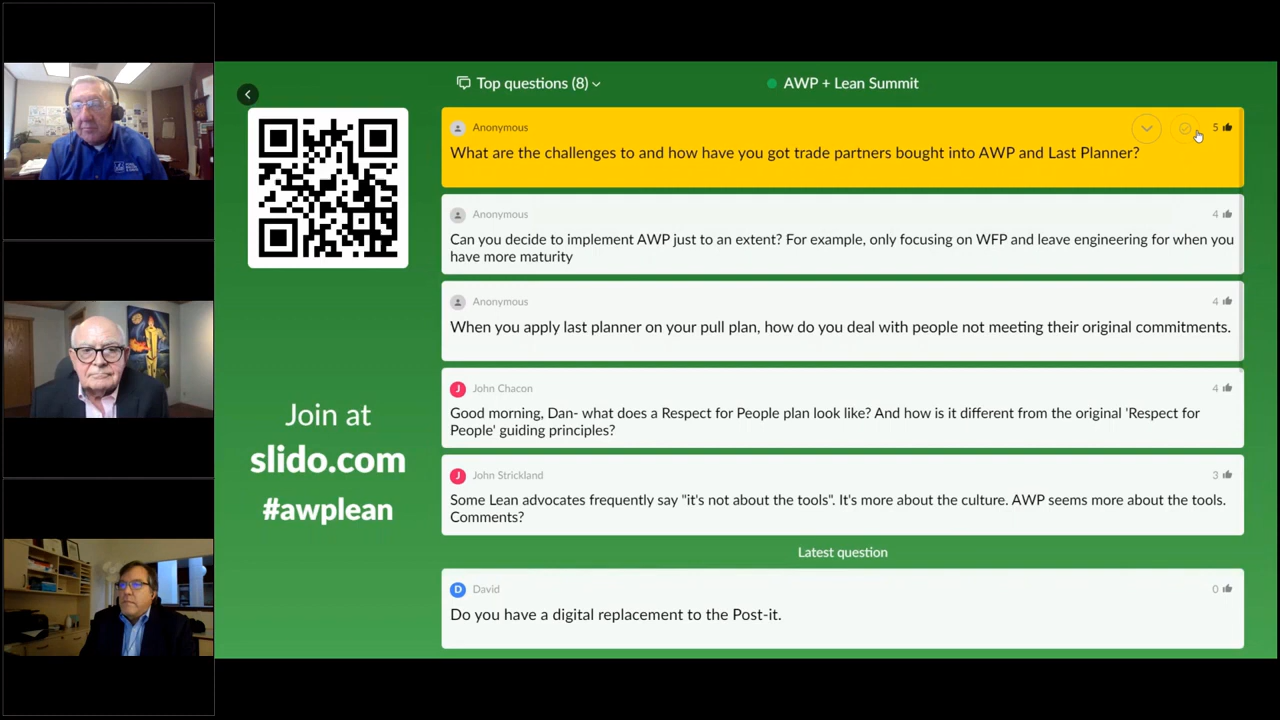 Top questions (8)
AWP + Lean Summit
Anonymous
5
What are the challenges to and how have you got trade partners bought into AWP and Last Planner?
Anonymous
4
Can you decide to implement AWP just to an extent? For example, only focusing on WFP and leave engineering for when you
have more maturity
Anonymous
4
When you apply last planner on your pull plan, how do you deal with people not meeting their original commitments.
J
John Chacon
4
Good morning, Dan- what does a Respect for People plan look like? And how is it different from the original 'Respect for
People' guiding principles?
J
John Strickland
3
Some Lean advocates frequently say "it's not about the tools". It's more about the culture. AWP seems more about the tools.
Comments?
Latest question
D
David
0
Do you have a digital replacement to the Post-it.
Join at
slido.com
#awplean